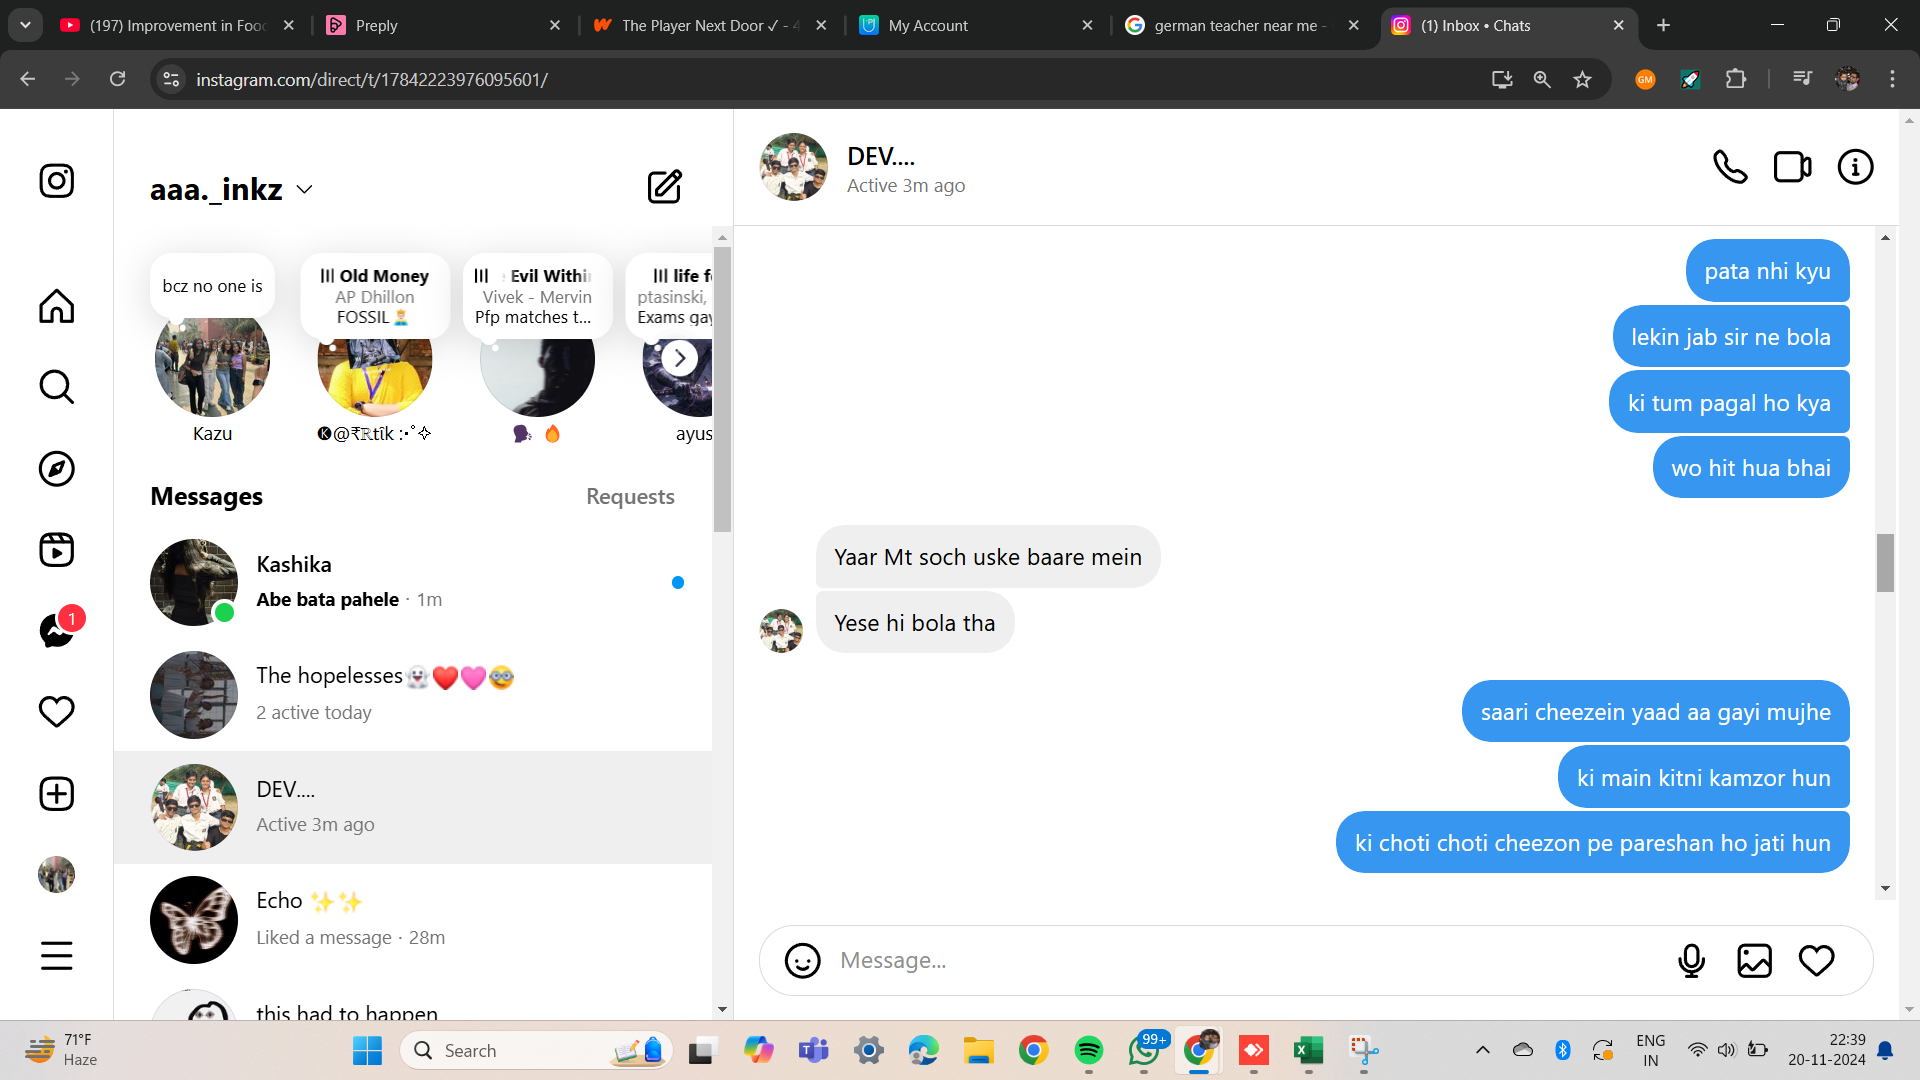 (197) Improvement in Food
Preply
The Player Next Door ✓ - 4
My Account
german teacher near me -
(1) Inbox • Chats
instagram.com/direct/t/17842223976095601/
GM
aaa._inkz
bcz no one is
Old Money
AP Dhillon
FOSSIL
Evil Within
Vivek - Mervin
Pfp matches t...
life f
ptasinski,
Exams gay
Kazu
🅚@₹ℝtîk :･ﾟ✧
ayus
Messages
Requests
Kashika
Abe bata pahele · 1m
The hopelesses👻❤️🩷🥸
2 active today
DEV....
Active 3m ago
Echo ✨✨
Liked a message · 28m
this had to happen
1
DEV....
Active 3m ago
pata nhi kyu
lekin jab sir ne bola
ki tum pagal ho kya
wo hit hua bhai
Yaar Mt soch uske baare mein
Yese hi bola tha
saari cheezein yaad aa gayi mujhe
ki main kitni kamzor hun
ki choti choti cheezon pe pareshan ho jati hun
Message...
71°F
Haze
Search
99+
ENG
IN
22:39
20-11-2024